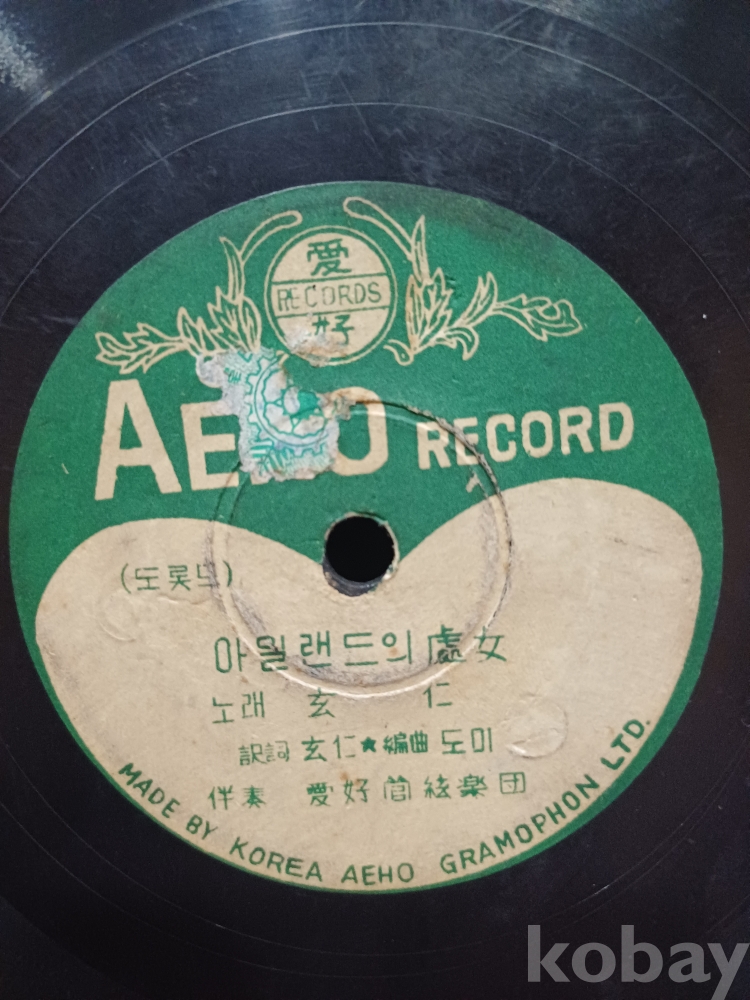 愛
RECORDS
好
RECORD
(도롯도)
아일랜드의 處女
노래 玄 仁
訳詞 玄仁★編曲 도미
伴奏 愛好管絃楽団
MADE BY KOREA AEHO GRAMOPHON LTD.
kobay